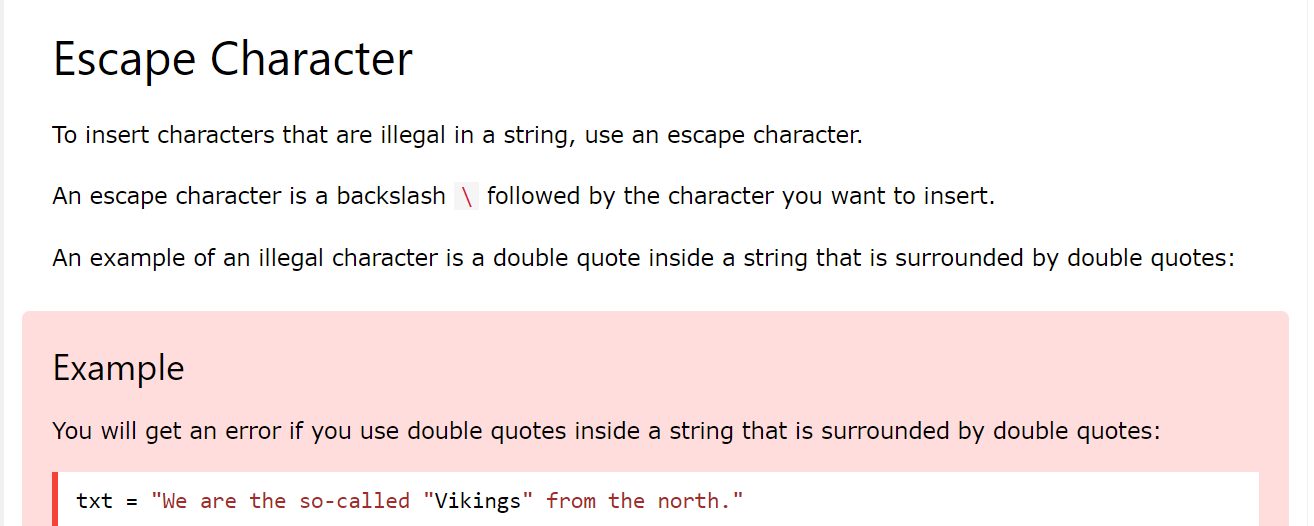 Escape Character
To insert characters that are illegal in a string, use an escape character.
An escape character is a backslash \ followed by the character you want to insert.
An example of an illegal character is a double quote inside a string that is surrounded by double quotes:
Example
You will get an error if you use double quotes inside a string that is surrounded by double quotes:
txt = "We are the so-called "Vikings" from the north."